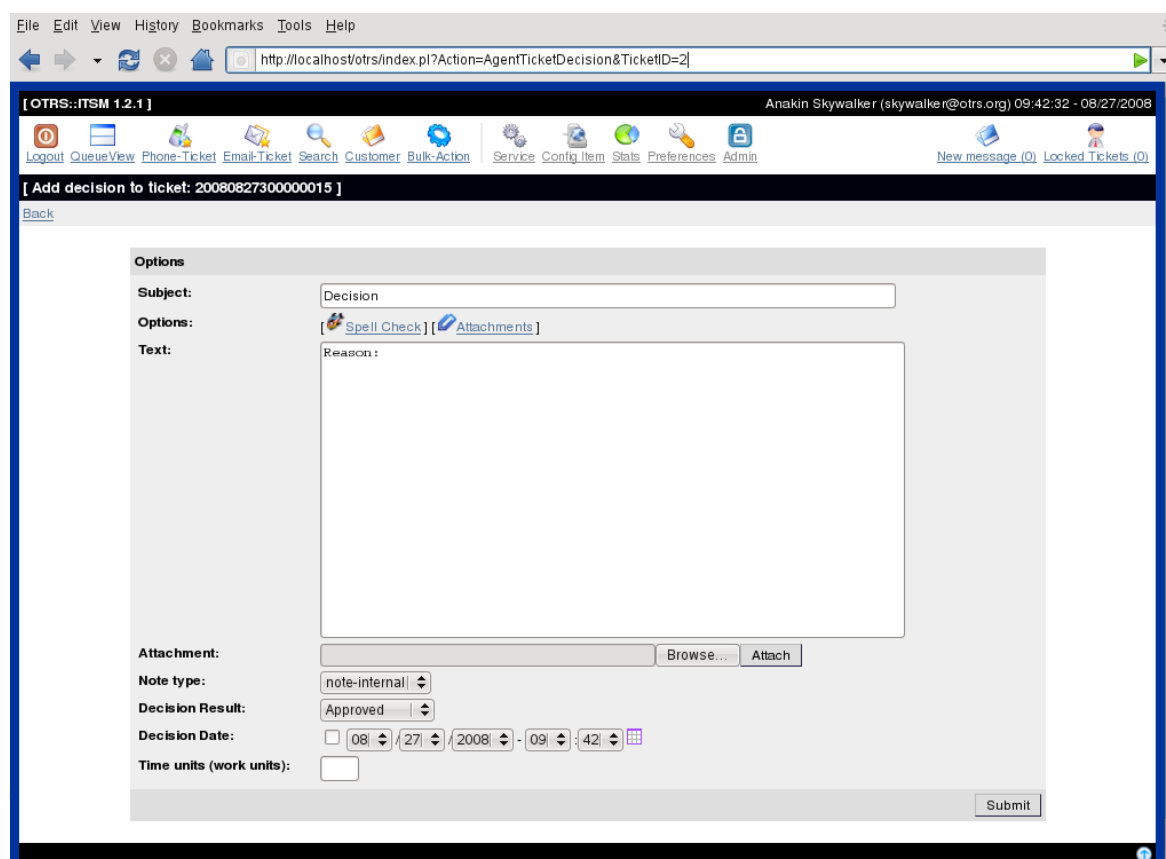 File Edit View History Bookmarks Tools Help
http://localhost/otrs/index.pl?Action=AgentTicketDecision&TicketID=2
[ OTRS::ITSM 1.2.1 ] Anakin Skywalker (skywalker@otrs.org) 09:42:32 - 08/27/2008
Logout QueueView Phone-Ticket Email-Ticket Search Customer Bulk-Action Service Config Item Stats Preferences Admin New message (0) Locked Tickets (0)
[ Add decision to ticket: 20080827300000015 ]
Back
Options
Subject: Decision
Options: [ Spell Check ] [ Attachments ]
Text: Reason:
Attachment: Browse... Attach
Note type: note-internal
Decision Result: Approved
Decision Date: 08 / 27 / 2008 - 09 : 42
Time units (work units):
Submit